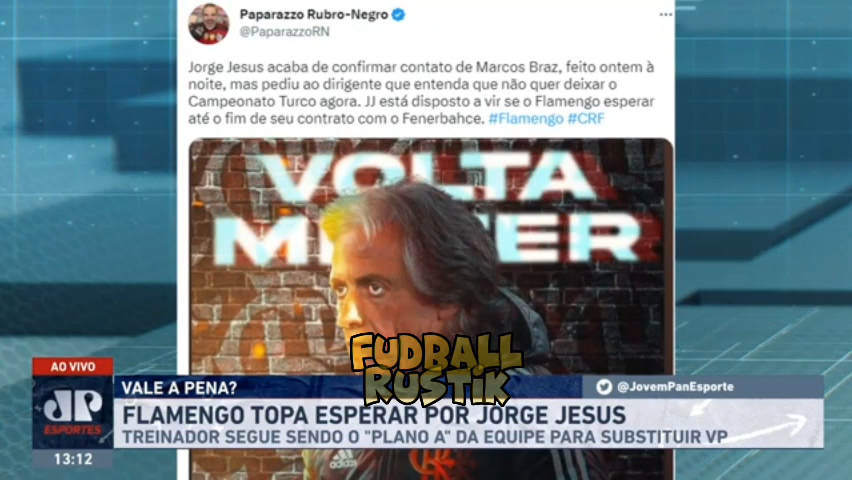 Paparazzo Rubro-Negro
@PaparazzoRN
Jorge Jesus acaba de confirmar contato de Marcos Braz, feito ontem à
noite, mas pediu ao dirigente que entenda que não quer deixar o
Campeonato Turco agora. JJ está disposto a vir se o Flamengo esperar
até o fim de seu contrato com o Fenerbahce. #Flamengo #CRF
VOLTA
FUDBALL
RUSTIK
AO VIVO
JP
ESPORTES
13:12
VALE A PENA?
@JovemPanEsporte
FLAMENGO TOPA ESPERAR POR JORGE JESUS
TREINADOR SEGUE SENDO O "PLANO A" DA EQUIPE PARA SUBSTITUIR VP
adidas